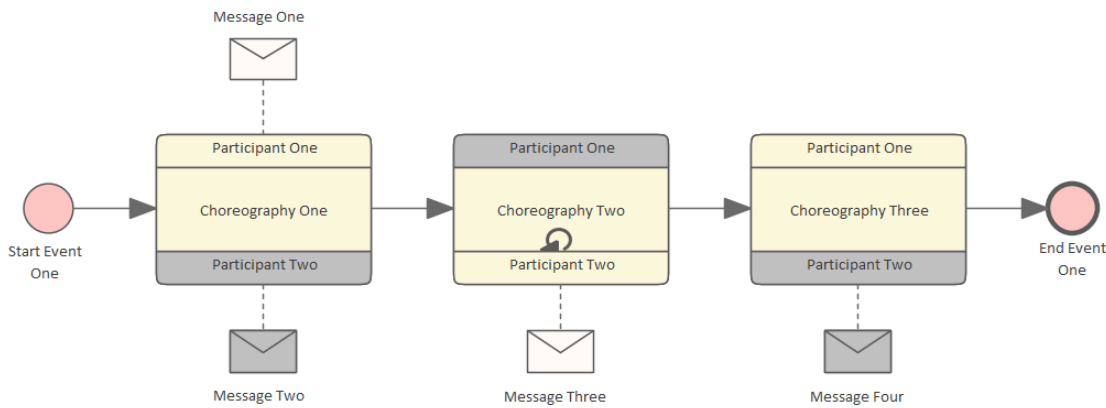 Message One
Participant One
Participant One
Participant One
Choreography One
Choreography Two
Choreography Three
Start Event
One
End Event
One
Participant Two
Participant Two
Participant Two
Message Two
Message Three
Message Four